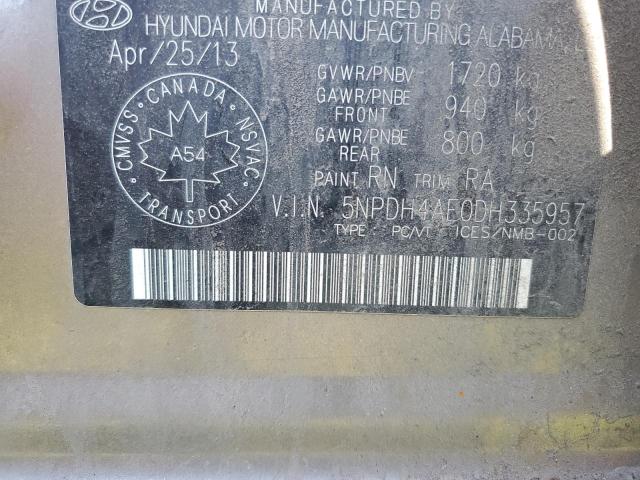 MANUFACTURED BY
HYUNDAI MOTOR MANUFACTURING ALABAMA,
Apr/25/13
GVWR/PNBV 1720 kg
GAWR/PNBE FRONT 940 kg
GAWR/PNBE REAR 800 kg
PAINT RN TRIM RA
CANADA
CMVSS NSVAC
A54
TRANSPORT
V.I.N. 5NPDH4AE0DH335957
TYPE : PC/VT ICES/NMB-002